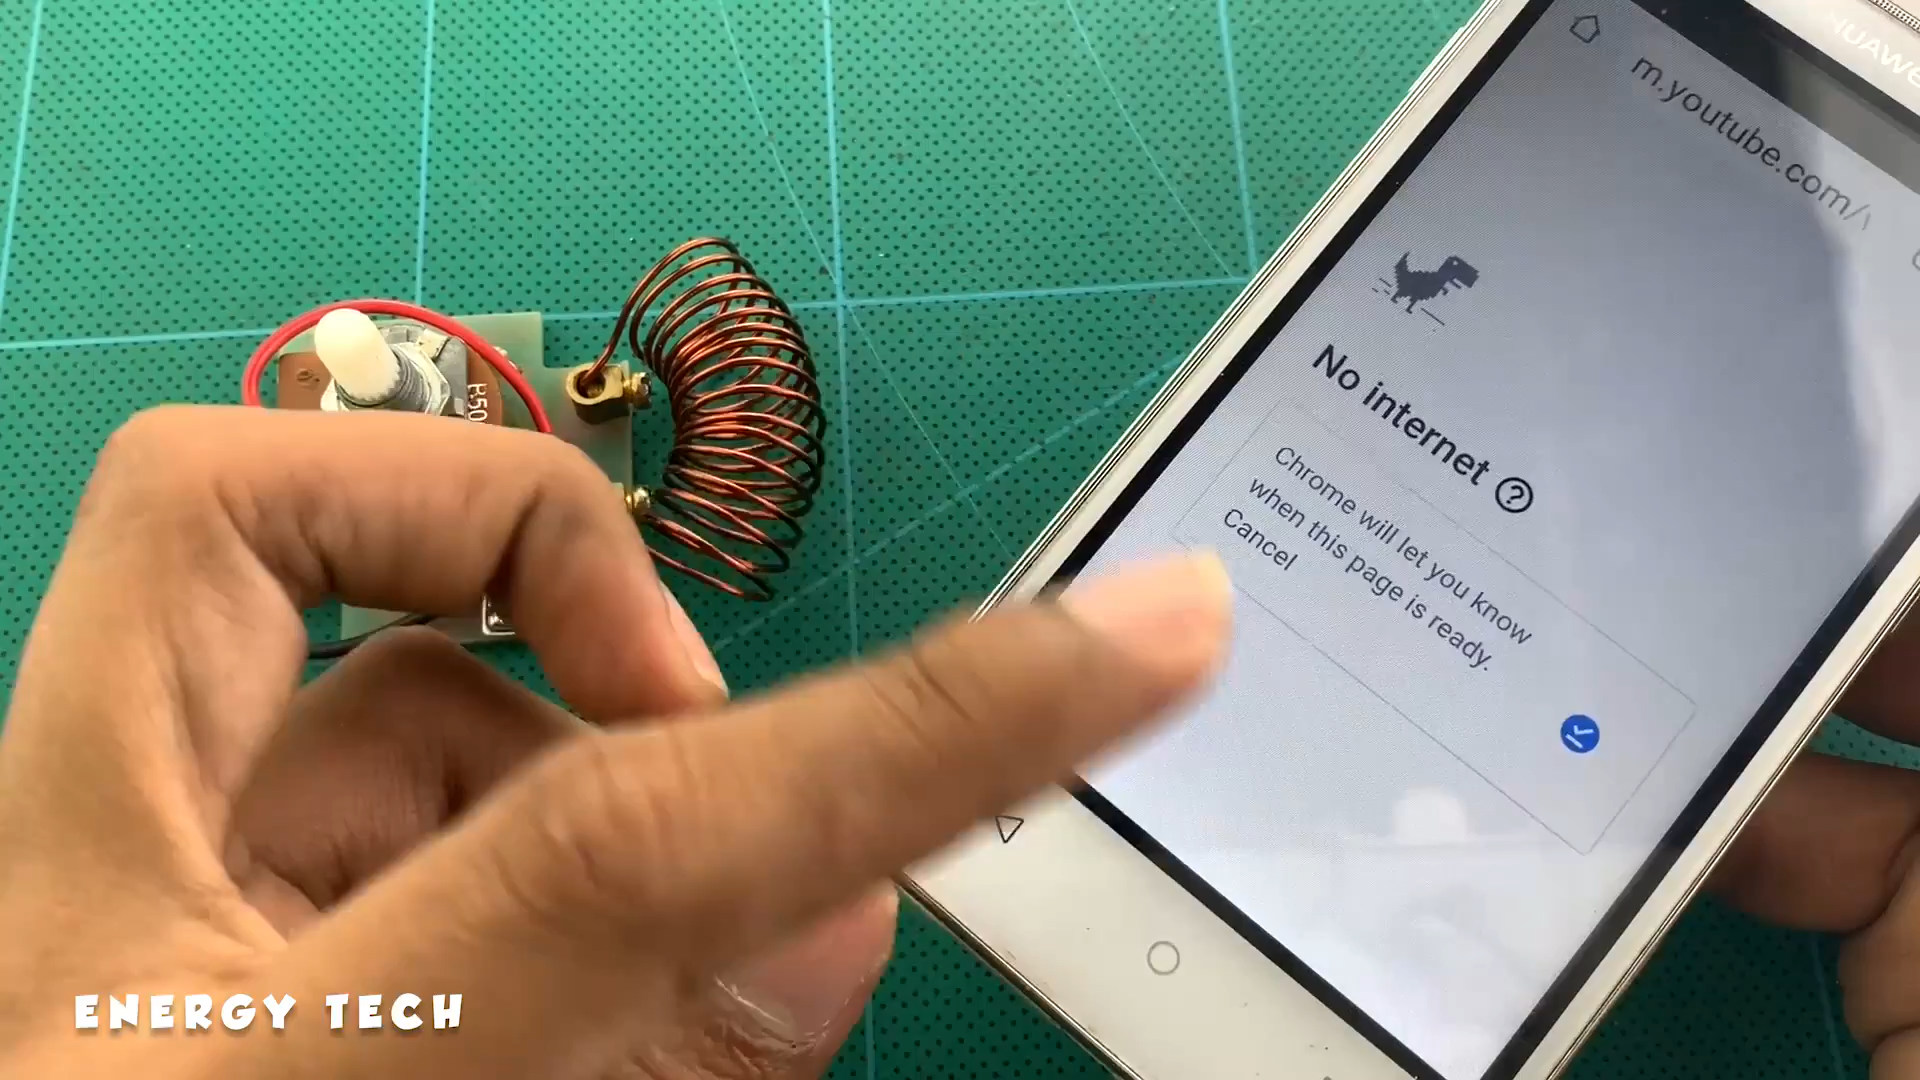 m.youtube.com/
No internet
Chrome will let you know
when this page is ready.
Cancel
ENERGY TECH